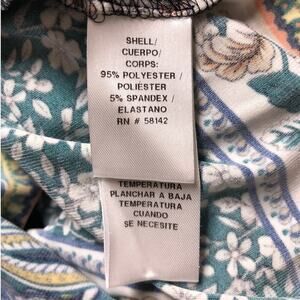 SHELL/
CUERPO/
CORPS:
95% POLYESTER /
POLIÉSTER
5% SPANDEX /
ELASTANO
RN # 58142
TEMPERATURA
PLANCHAR A BAJA
TEMPERATURA
CUANDO
SE NECESITE